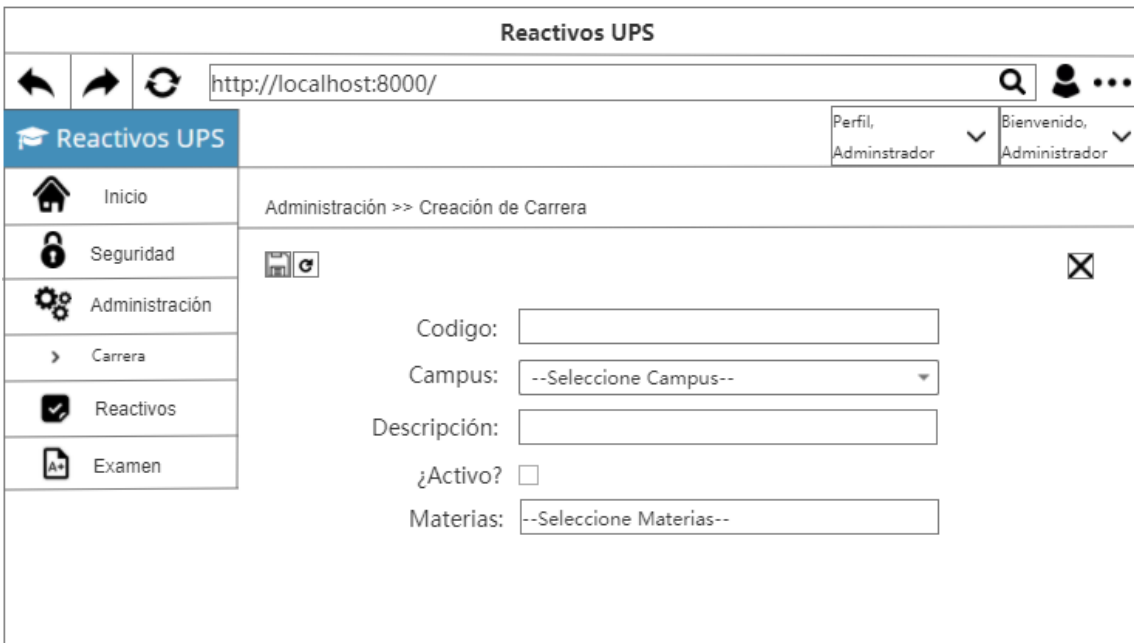 Reactivos UPS
http://localhost:8000/
Reactivos UPS
Perfil,
Adminstrador
Bienvenido,
Administrador
Inicio
Administración >> Creación de Carrera
Seguridad
Administración
Carrera
Reactivos
A+
Examen
Codigo:
Campus: --Seleccione Campus--
Descripción:
¿Activo?
Materias: --Seleccione Materias--